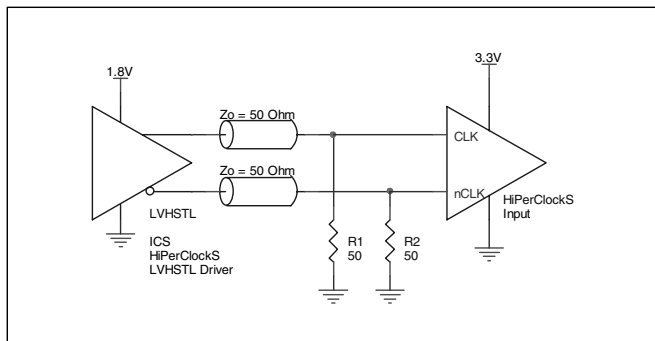 1.8V
3.3V
Zo = 50 Ohm
CLK
Zo = 50 Ohm
nCLK
HiPerClockS
Input
LVHSTL
ICS
HiPerClockS
LVHSTL Driver
R1
50
R2
50